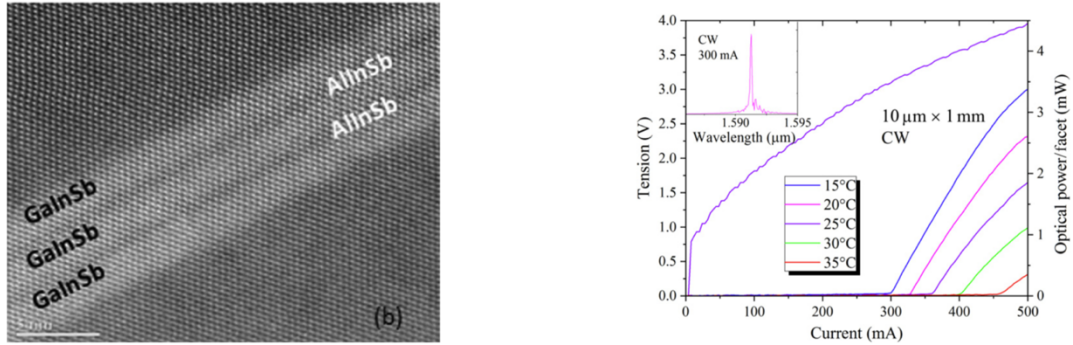 AlInSb
AlInSb
GaInSb
GaInSb
GaInSb
(b)
CW
300 mA
1.590
1.595
Wavelength (μm)
10 μm × 1 mm
CW
15°C
20°C
25°C
30°C
35°C
4.0
3.5
3.0
2.5
2.0
1.5
1.0
0.5
0.0
Tension (V)
4
3
2
1
0
Optical power/facet (mW)
0
100
200
300
400
500
Current (mA)